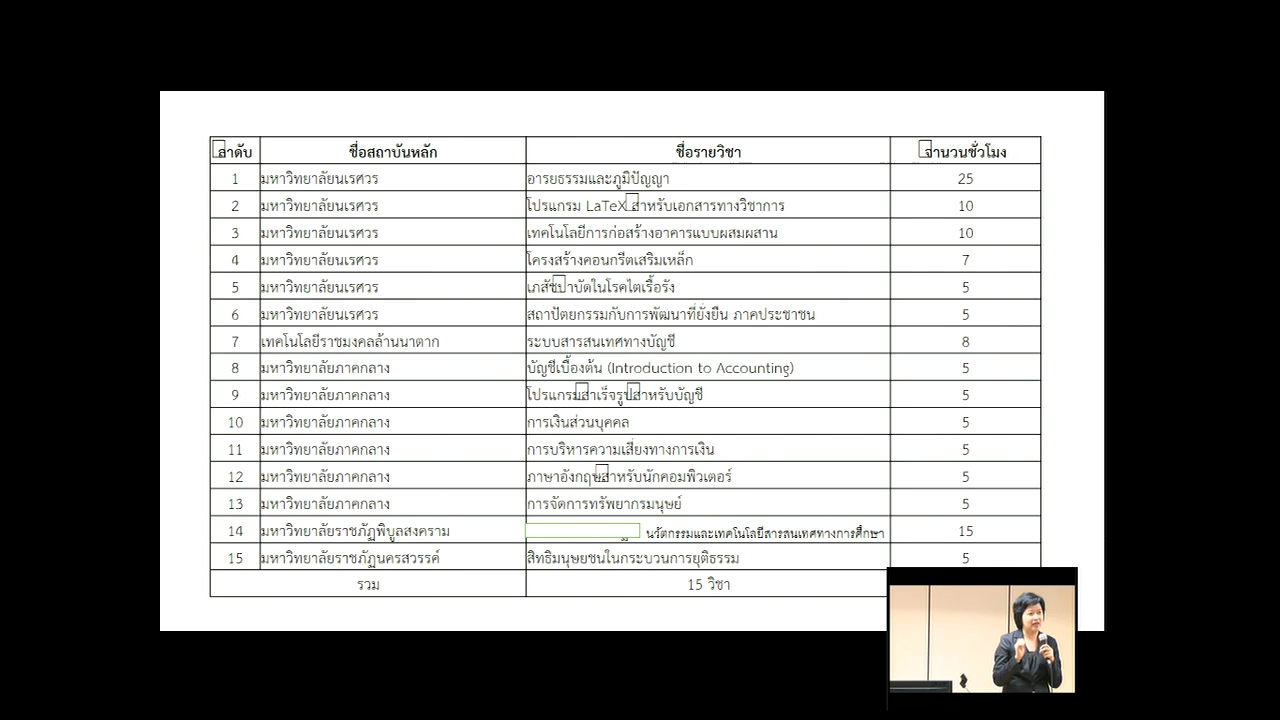 ลำดับ ชื่อสถาบันหลัก ชื่อรายวิชา จำนวนชั่วโมง
1 มหาวิทยาลัยนเรศวร อารยธรรมและภูมิปัญญา 25
2 มหาวิทยาลัยนเรศวร โปรแกรม LaTeX สำหรับเอกสารทางวิชาการ 10
3 มหาวิทยาลัยนเรศวร เทคโนโลยีการก่อสร้างอาคารแบบผสมผสาน 10
4 มหาวิทยาลัยนเรศวร โครงสร้างคอนกรีตเสริมเหล็ก 7
5 มหาวิทยาลัยนเรศวร เภสัชบำบัดในโรคไตเรื้อรัง 5
6 มหาวิทยาลัยนเรศวร สถาปัตยกรรมกับการพัฒนาที่ยั่งยืน ภาคประชาชน 5
7 เทคโนโลยีราชมงคลล้านนาตาก ระบบสารสนเทศทางบัญชี 8
8 มหาวิทยาลัยภาคกลาง บัญชีเบื้องต้น (Introduction to Accounting) 5
9 มหาวิทยาลัยภาคกลาง โปรแกรมสำเร็จรูปสำหรับบัญชี 5
10 มหาวิทยาลัยภาคกลาง การเงินส่วนบุคคล 5
11 มหาวิทยาลัยภาคกลาง การบริหารความเสี่ยงทางการเงิน 5
12 มหาวิทยาลัยภาคกลาง ภาษาอังกฤษสำหรับนักคอมพิวเตอร์ 5
13 มหาวิทยาลัยภาคกลาง การจัดการทรัพยากรมนุษย์ 5
14 มหาวิทยาลัยราชภัฏพิบูลสงคราม นวัตกรรมและเทคโนโลยีสารสนเทศทางการศึกษา 15
15 มหาวิทยาลัยราชภัฏนครสวรรค์ สิทธิมนุษยชนในกระบวนการยุติธรรม 5
รวม 15 วิชา